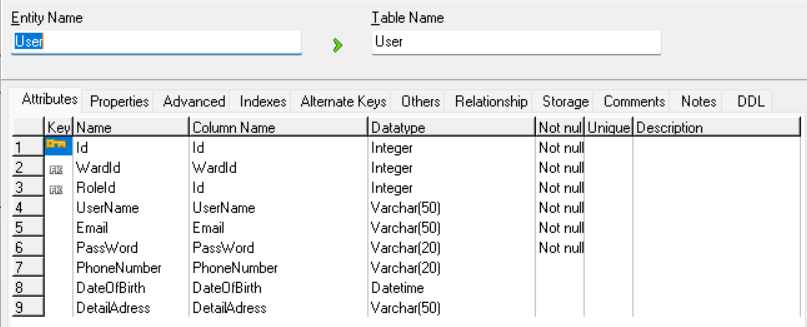 Entity Name Table Name
User User
Attributes Properties Advanced Indexes Alternate Keys Others Relationship Storage Comments Notes DDL
Key Name Column Name Datatype Not nul Unique Description
1 Id Id Integer Not null
2 FK WardId WardId Integer Not null
3 FK RoleId Id Integer Not null
4 UserName UserName Varchar(50) Not null
5 Email Email Varchar(50) Not null
6 PassWord PassWord Varchar(20) Not null
7 PhoneNumber PhoneNumber Varchar(20)
8 DateOfBirth DateOfBirth Datetime
9 DetailAdress DetailAdress Varchar(50)